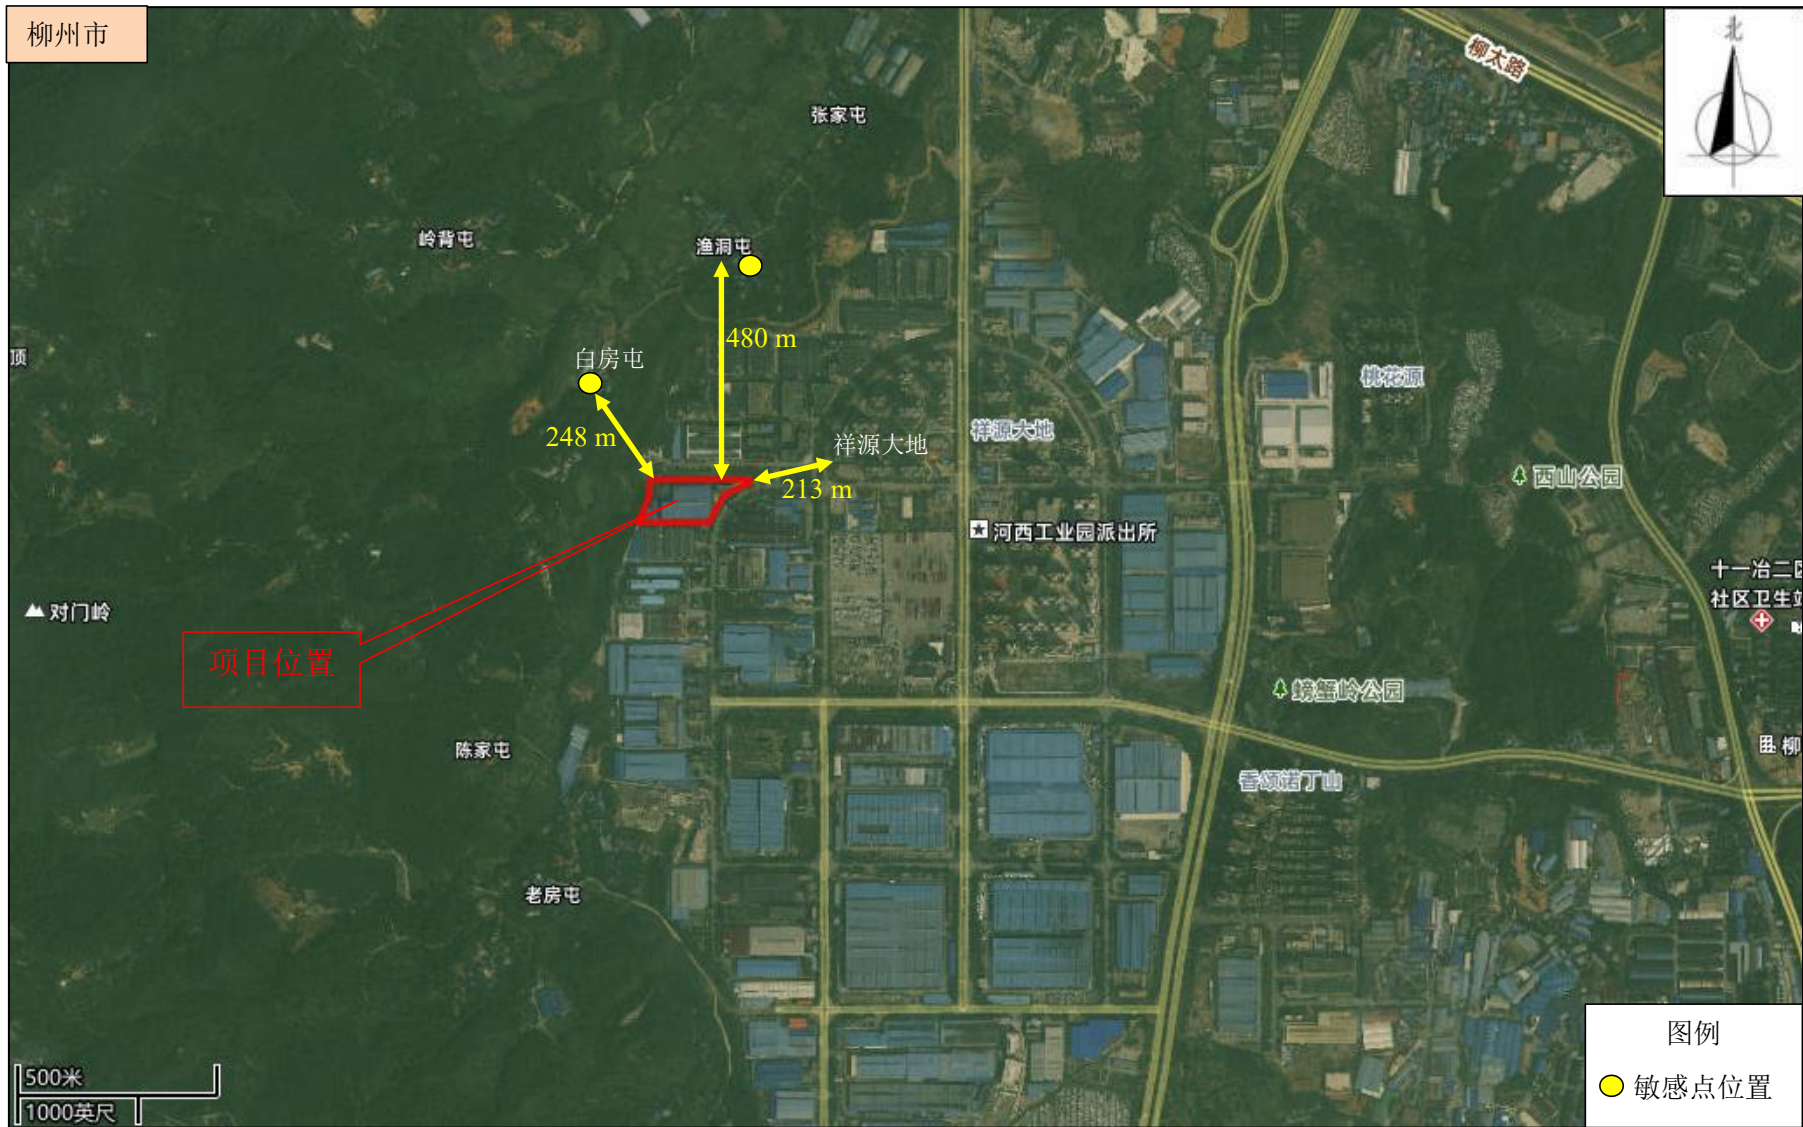 柳州市
北
柳太路
张家屯
岭背屯
渔洞屯
480 m
顶
白房屯
桃花源
248 m
祥源大地
祥源大地
213 m
西山公园
河西工业园派出所
十一冶二区
社区卫生站
对门岭
项目位置
螃蟹岭公园
陈家屯
柳
香颂诺丁山
老房屯
图例
敏感点位置
500米
1000英尺